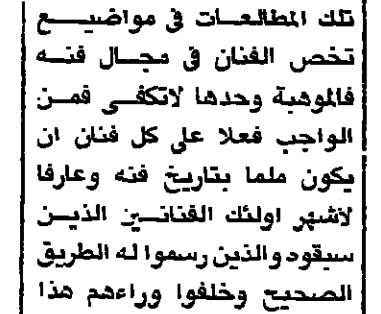 تلك المطالعات في مواضيع
تخص الفنان في مجال فنه
فالموهبة وحدها لاتكفى فمن
الواجب فعلا على كل فنان ان
يكون ملما بتاريخ فنه وعارفا
لأشهر اولئك الفنانين الذين
سبقوه والذين رسموا له الطريق
الصحيح وخلفوا وراءهم هذا